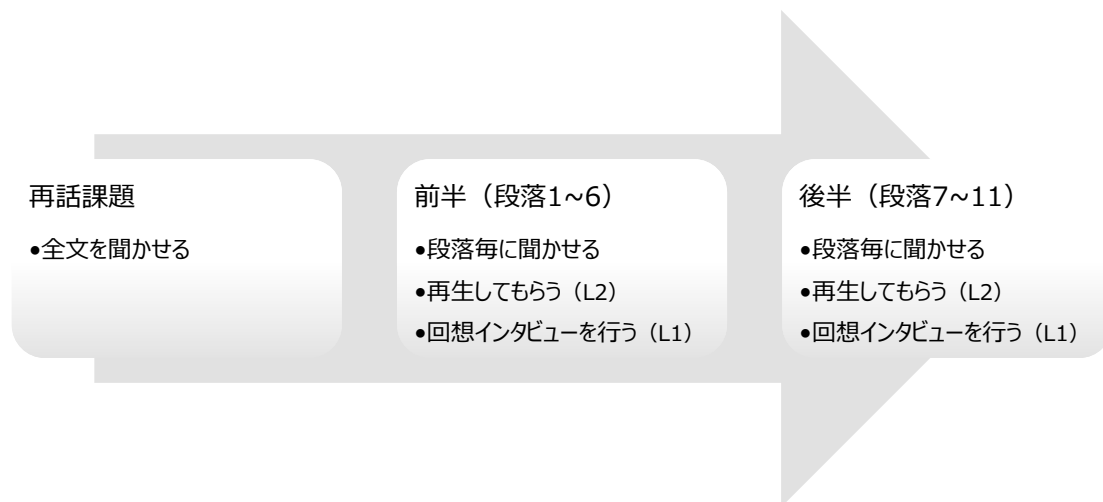 再話課題
•全文を聞かせる
前半（段落1~6）
•段落毎に聞かせる
•再生してもらう（L2）
•回想インタビューを行う（L1）
後半（段落7~11）
•段落毎に聞かせる
•再生してもらう（L2）
•回想インタビューを行う（L1）